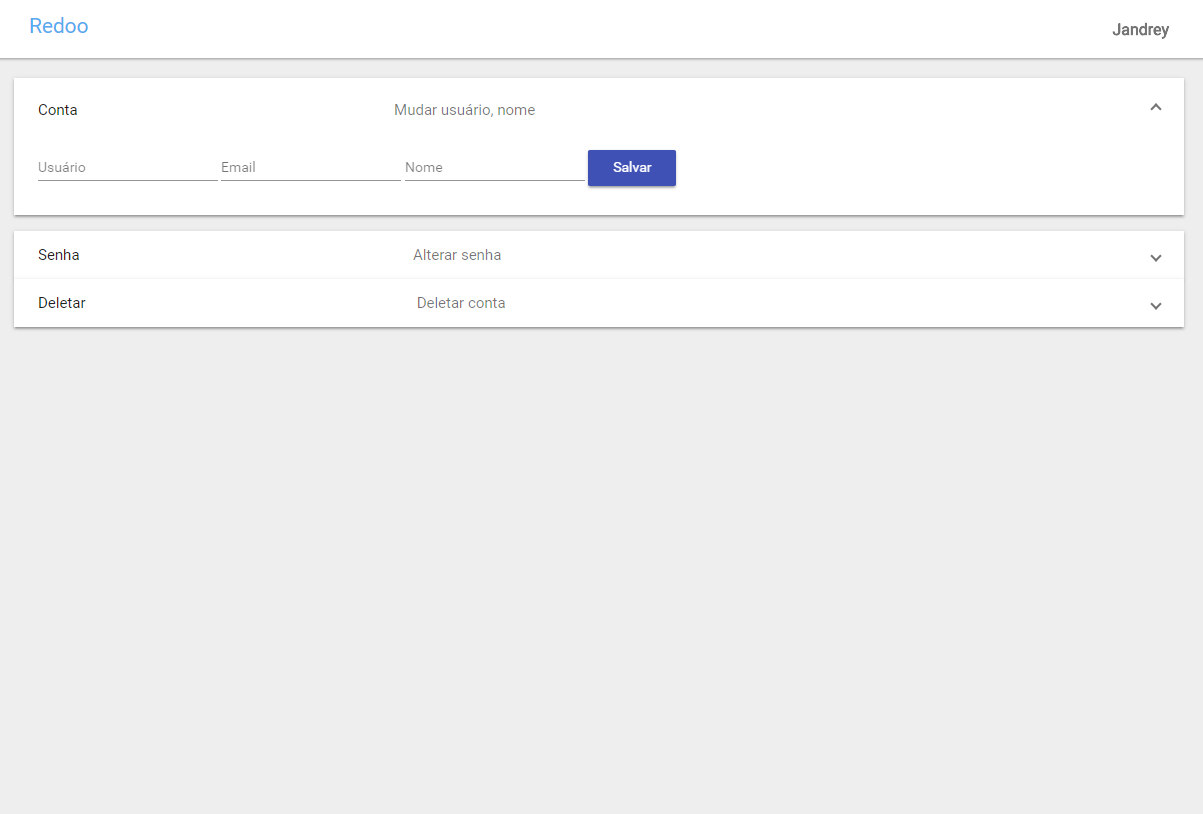 Redoo
Jandrey
Conta Mudar usuário, nome
Usuário Email Nome Salvar
Senha Alterar senha
Deletar Deletar conta